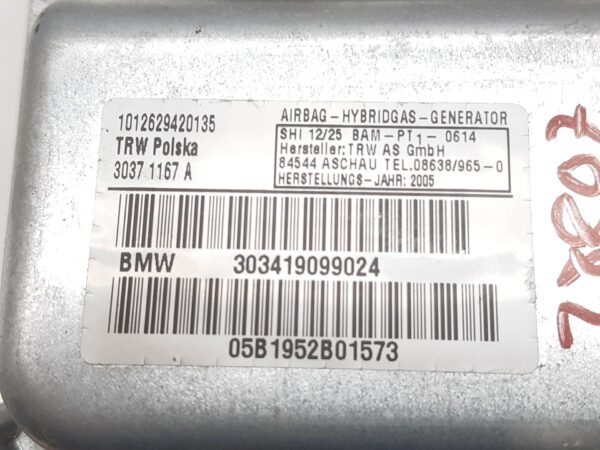 1012629420135
TRW Polska
3037 1167 A
AIRBAG-HYBRIDGAS-GENERATOR
SHI 12/25 BAM-PT1- 0614
Hersteller:TRW AS GmbH
84544 ASCHAU TEL.08638/965-0
HERSTELLUNGS-JAHR: 2005
BMW 303419099024
05B1952B01573